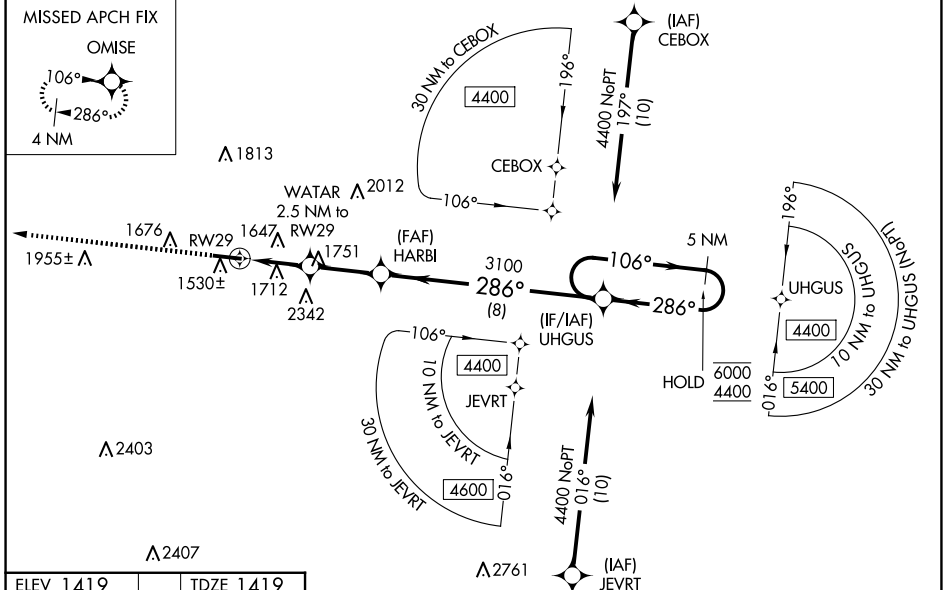 MISSED APCH FIX
OMISE
106°
286°
4 NM
(IAF)
CEBOX
30 NM to CEBOX
4400
196°
4400 NoPT
197°
(10)
CEBOX
106°
1813
2012
WATAR
2.5 NM to
RW29
1676
RW29
1647
1751
(FAF)
HARBI
1955±
1530±
1712
2342
3100
286°
(8)
(IF/IAF)
UHGUS
5 NM
106°
286°
HOLD
6000
4400
196°
UHGUS
4400
10 NM to UHGUS
30 NM to UHGUS (NoPT)
5400
016°
106°
4400
10 NM to JEVRT
JEVRT
30 NM to JEVRT
4600
016°
4400 NoPT
016°
(10)
2403
2407
2761
(IAF)
JEVRT
ELEV 1419
TDZE 1419